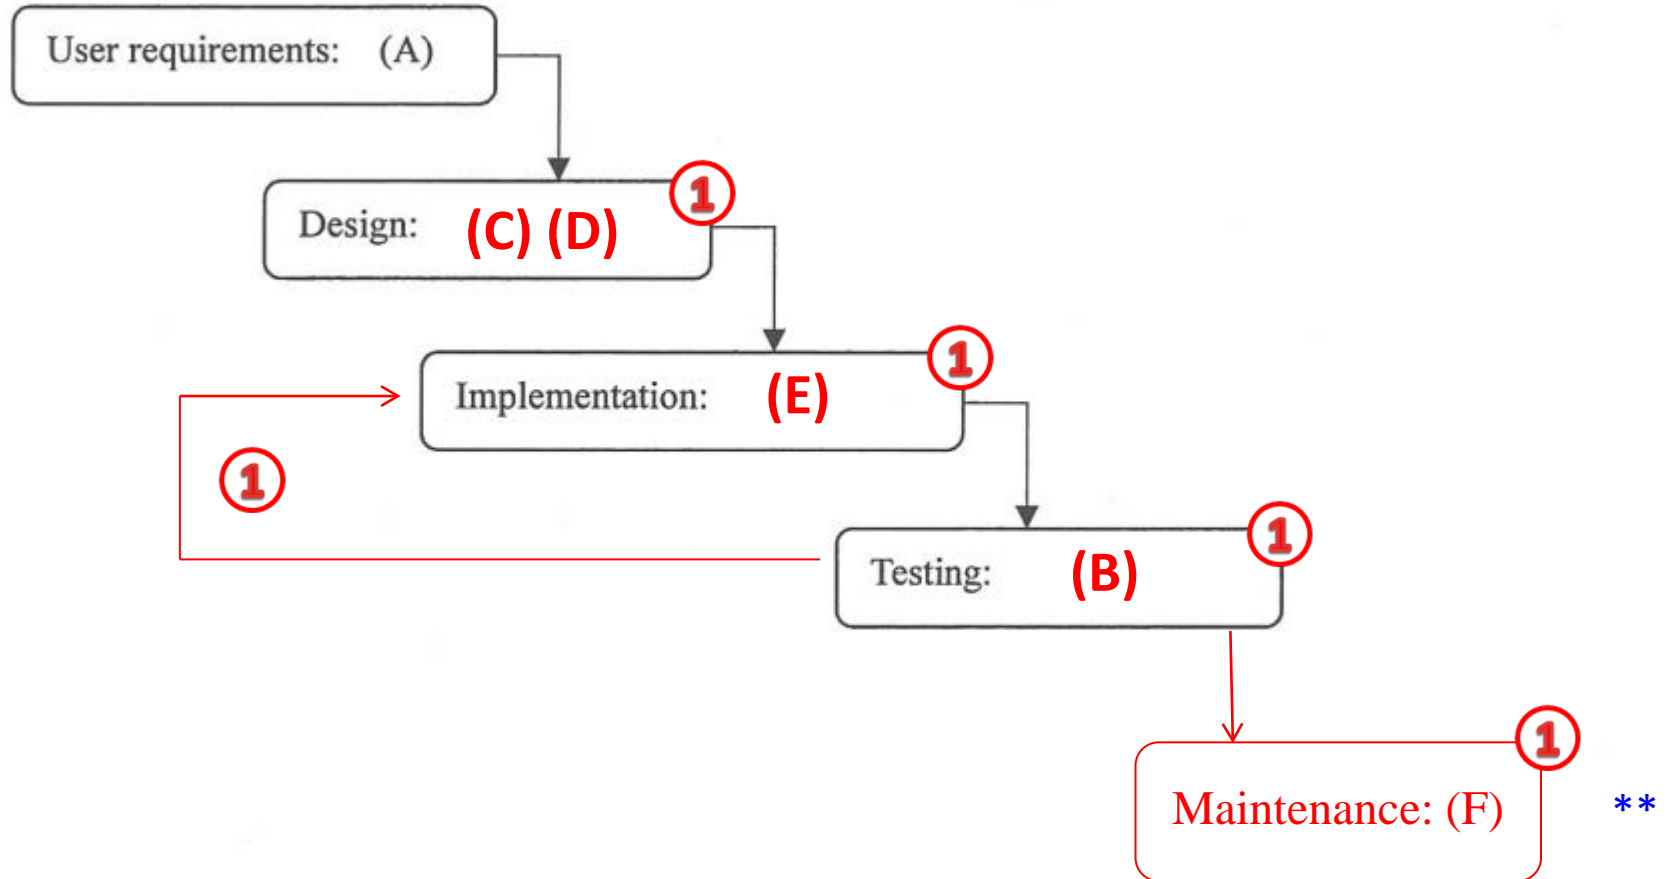 User requirements: (A)
1
Design: (C) (D)
1
Implementation: (E)
1
1
Testing: (B)
1
Maintenance: (F)
**